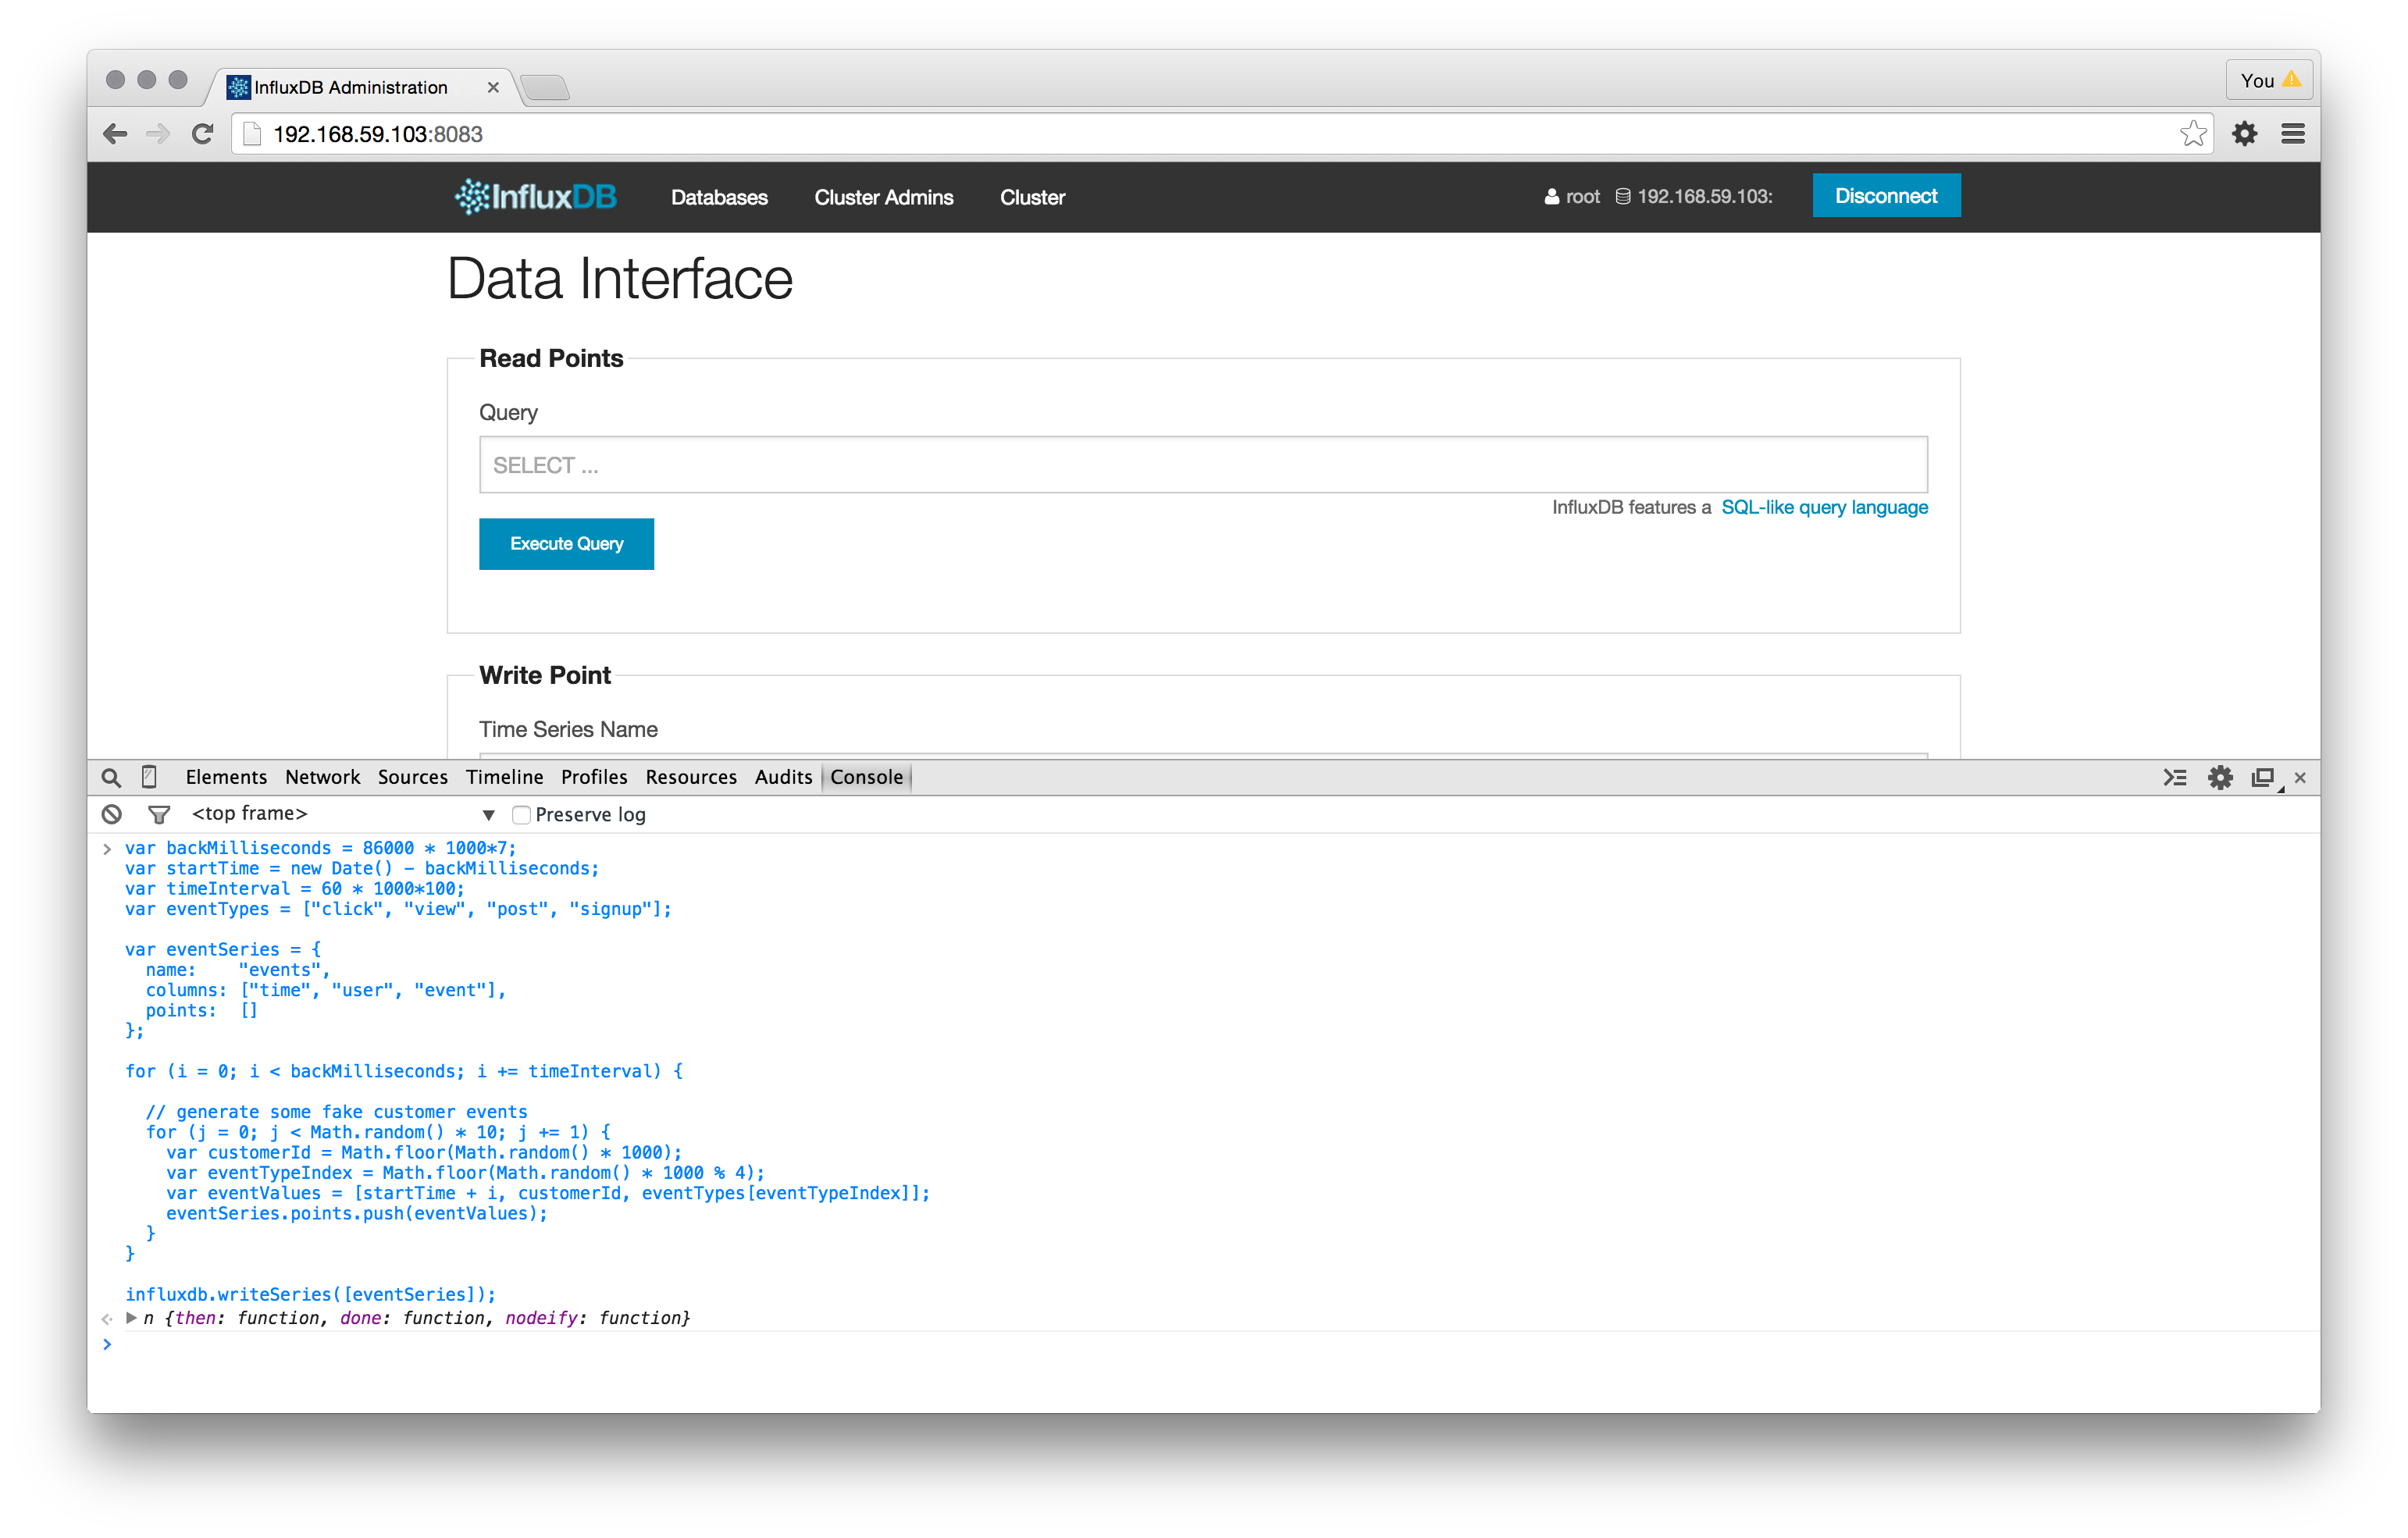 InfluxDB Administration
You
192.168.59.103:8083
InfluxDB Databases Cluster Admins Cluster root 192.168.59.103: Disconnect
Data Interface
Read Points
Query
SELECT ...
InfluxDB features a SQL-like query language
Execute Query
Write Point
Time Series Name
Elements Network Sources Timeline Profiles Resources Audits Console
<top frame> Preserve log
var backMilliseconds = 86000 * 1000*7;
var startTime = new Date() - backMilliseconds;
var timeInterval = 60 * 1000*100;
var eventTypes = ["click", "view", "post", "signup"];
var eventSeries = {
name: "events",
columns: ["time", "user", "event"],
points: []
};
for (i = 0; i < backMilliseconds; i += timeInterval) {
// generate some fake customer events
for (j = 0; j < Math.random() * 10; j += 1) {
var customerId = Math.floor(Math.random() * 1000);
var eventTypeIndex = Math.floor(Math.random() * 1000 % 4);
var eventValues = [startTime + i, customerId, eventTypes[eventTypeIndex]];
eventSeries.points.push(eventValues);
}
}
influxdb.writeSeries([eventSeries]);
n {then: function, done: function, nodeify: function}